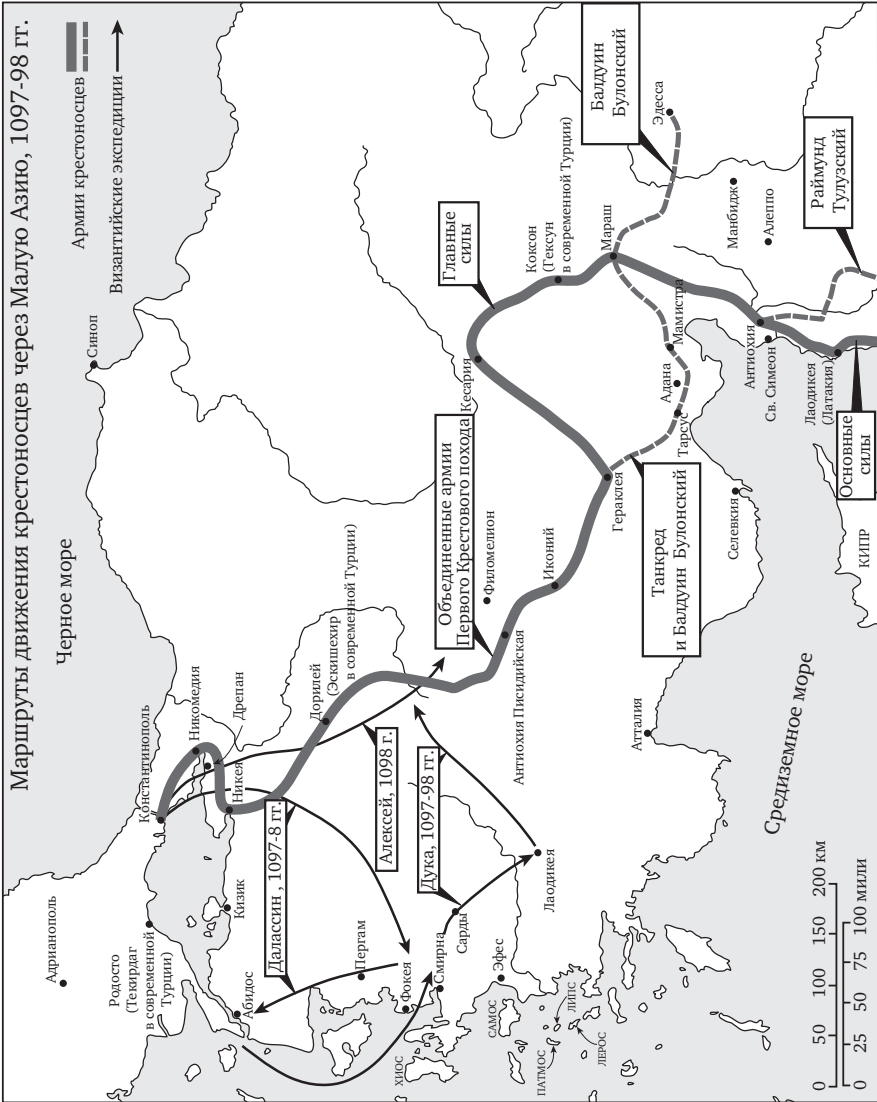 Маршруты движения крестоносцев через Малую Азию, 1097-98 гг.
Армии крестоносцев
Византийские экспедиции
Черное море
Синоп
Адрианополь
Константинополь
Никомедия
Дрепан
Никея
Родосто
(Текирдаг
в современной
Турции)
Кизик
Абидос
Дорилей
(Эскишехир
в современной Турции)
Далассин , 1097-8 гг.
Алексей, 1098 г.
Дука, 1097-98 гг.
Пергам
Фокея
Смирна
Сарды
Эфес
Лаодикея
ХИОС
САМОС
ПАТМОС
ЛИПС
ЛЕРОС
Объединенные армии
Первого Крестового похода
Филомелион
Антиохия Писидийская
Иконий
Аттали​я
Гераклея
Кесария
Главные
силы
Коксон
(Гексун
в современной Турции)
Мараш
Балдуин
Булонский
Эдесса
Манбидж
Алеппо
Раймунд
Тулузский
Мамистра
Адана
Тарсус
Танкред
и Балдуин Булонский
Селевкия
Антиохия
Св. Симеон
Лаодикея
(Латакия)
Основные
силы
КИПР
Средиземное море
0 50 100 150 200 км
0 25 50 75 100 мили